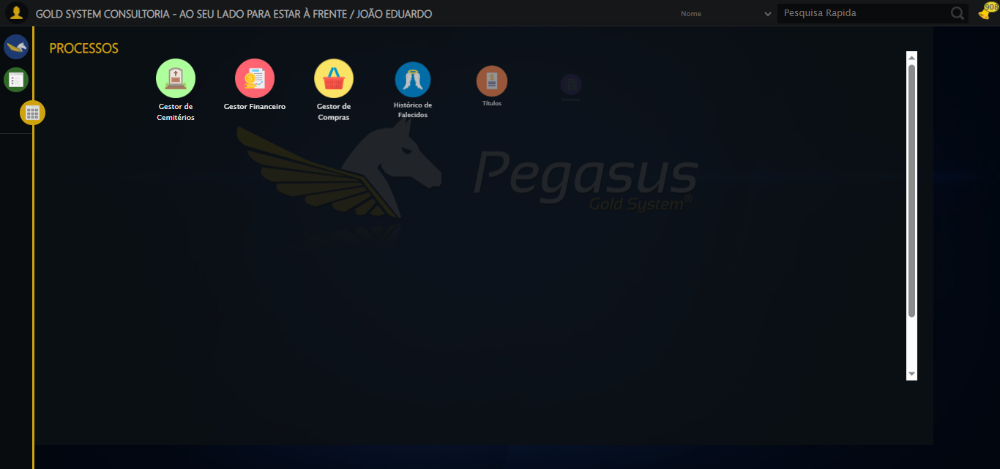 GOLD SYSTEM CONSULTORIA - AO SEU LADO PARA ESTAR À FRENTE / JOÃO EDUARDO
Nome
Pesquisa Rapida
908
PROCESSOS
Gestor de
Cemitérios
Gestor Financeiro
Gestor de
Compras
Histórico de
Falecidos
Títulos
Pegasus
Gold System®